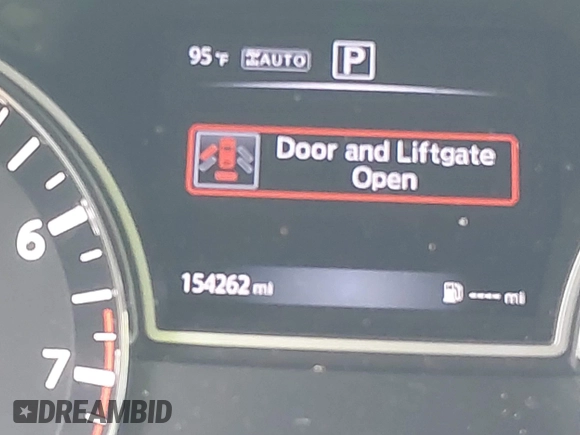 95°F AUTO P
Door and Liftgate
Open
6
154262 mi ---- mi
7
DREAMBID